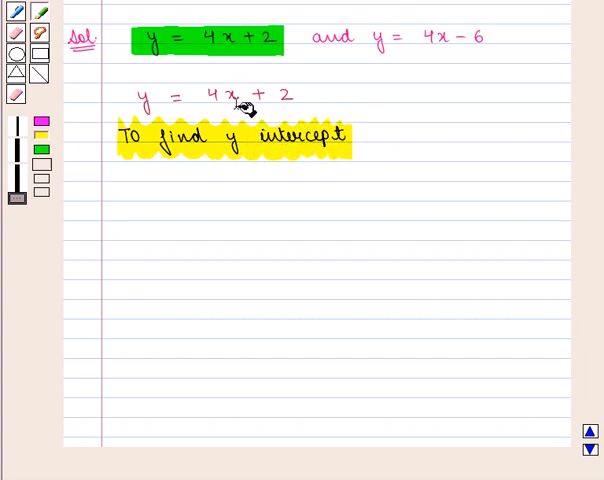 Sol. y = 4x + 2 and y = 4x - 6
y = 4x + 2
To find y intercept